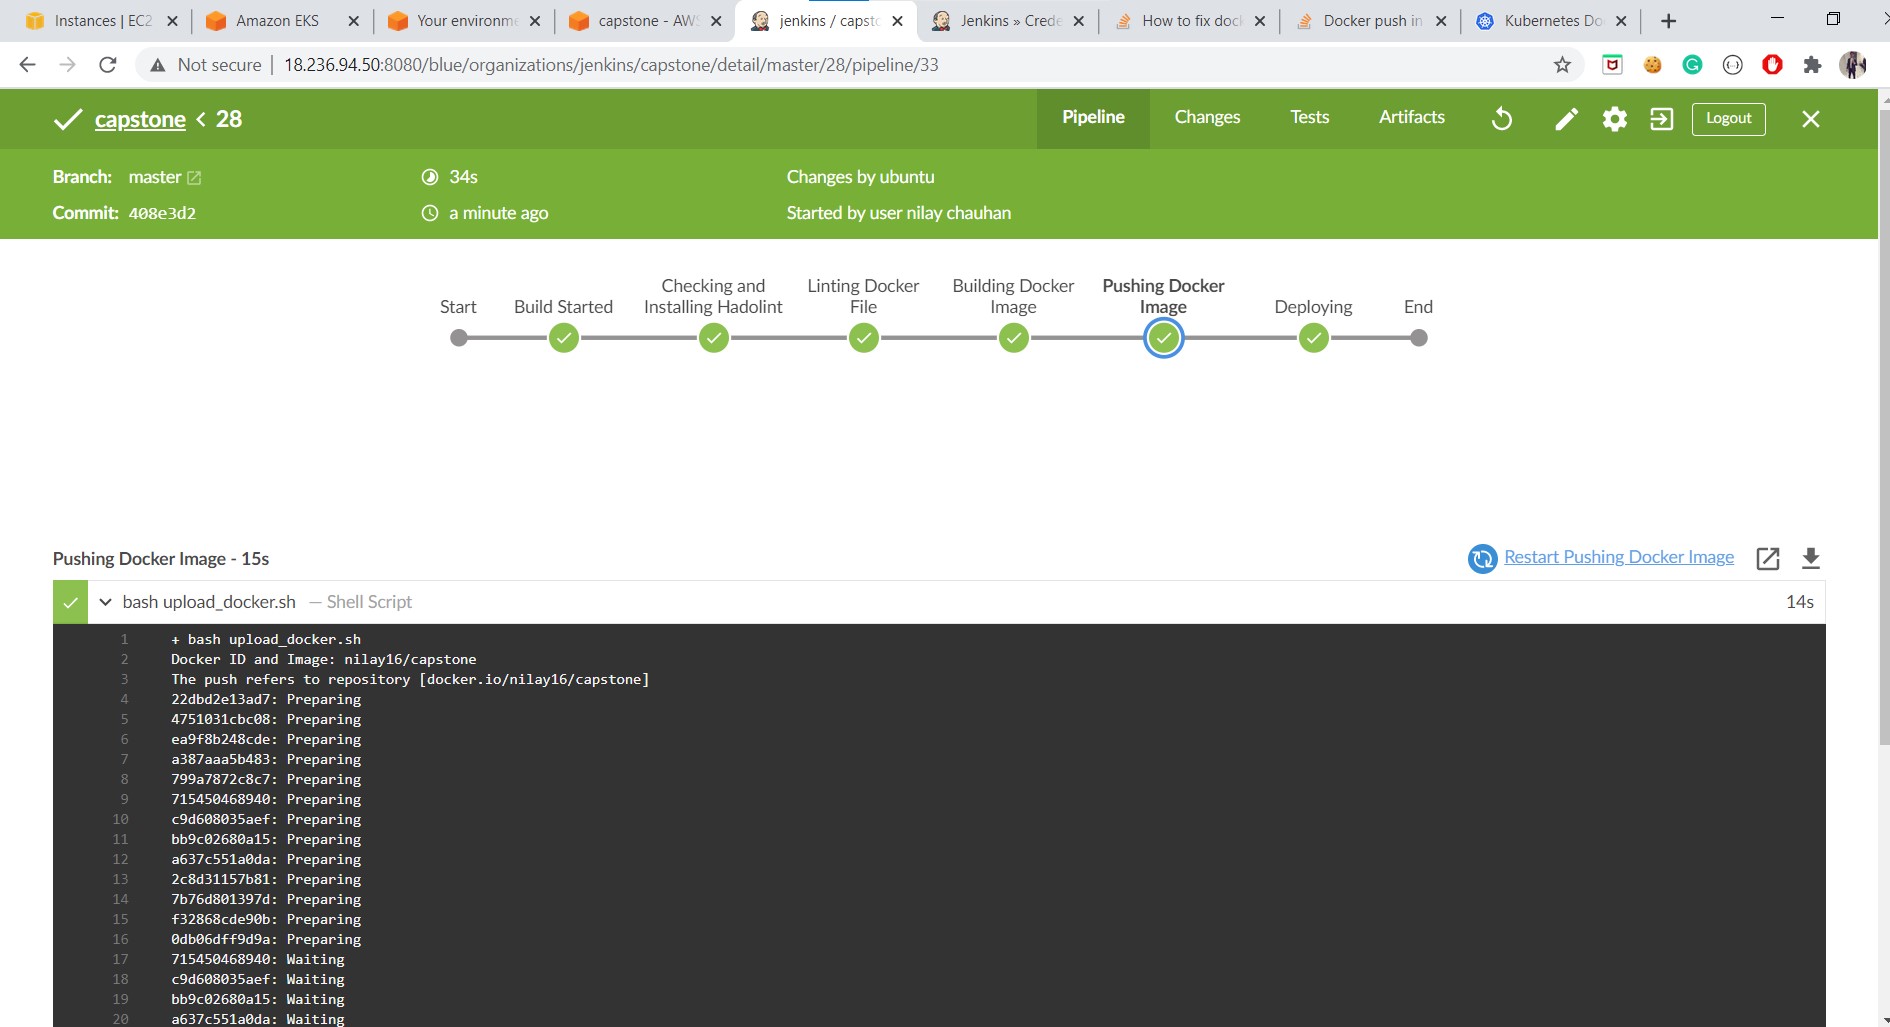 Instances | EC2
Amazon EKS
Your environme
capstone - AWS
jenkins / capsto
Jenkins » Crede
How to fix dock
Docker push in
Kubernetes Do
Not secure | 18.236.94.50:8080/blue/organizations/jenkins/capstone/detail/master/28/pipeline/33
capstone < 28
Pipeline
Changes
Tests
Artifacts
Logout
Branch: master
34s
Changes by ubuntu
Commit: 408e3d2
a minute ago
Started by user nilay chauhan
Start
Build Started
Checking and
Installing Hadolint
Linting Docker
File
Building Docker
Image
Pushing Docker
Image
Deploying
End
Pushing Docker Image - 15s
Restart Pushing Docker Image
bash upload_docker.sh — Shell Script
14s
1 + bash upload_docker.sh
2 Docker ID and Image: nilay16/capstone
3 The push refers to repository [docker.io/nilay16/capstone]
4 22dbd2e13ad7: Preparing
5 4751031cbc08: Preparing
6 ea9f8b248cde: Preparing
7 a387aaa5b483: Preparing
8 799a7872c8c7: Preparing
9 715450468940: Preparing
10 c9d608035aef: Preparing
11 bb9c02680a15: Preparing
12 a637c551a0da: Preparing
13 2c8d31157b81: Preparing
14 7b76d801397d: Preparing
15 f32868cde90b: Preparing
16 0db06dff9d9a: Preparing
17 715450468940: Waiting
18 c9d608035aef: Waiting
19 bb9c02680a15: Waiting
20 a637c551a0da: Waiting